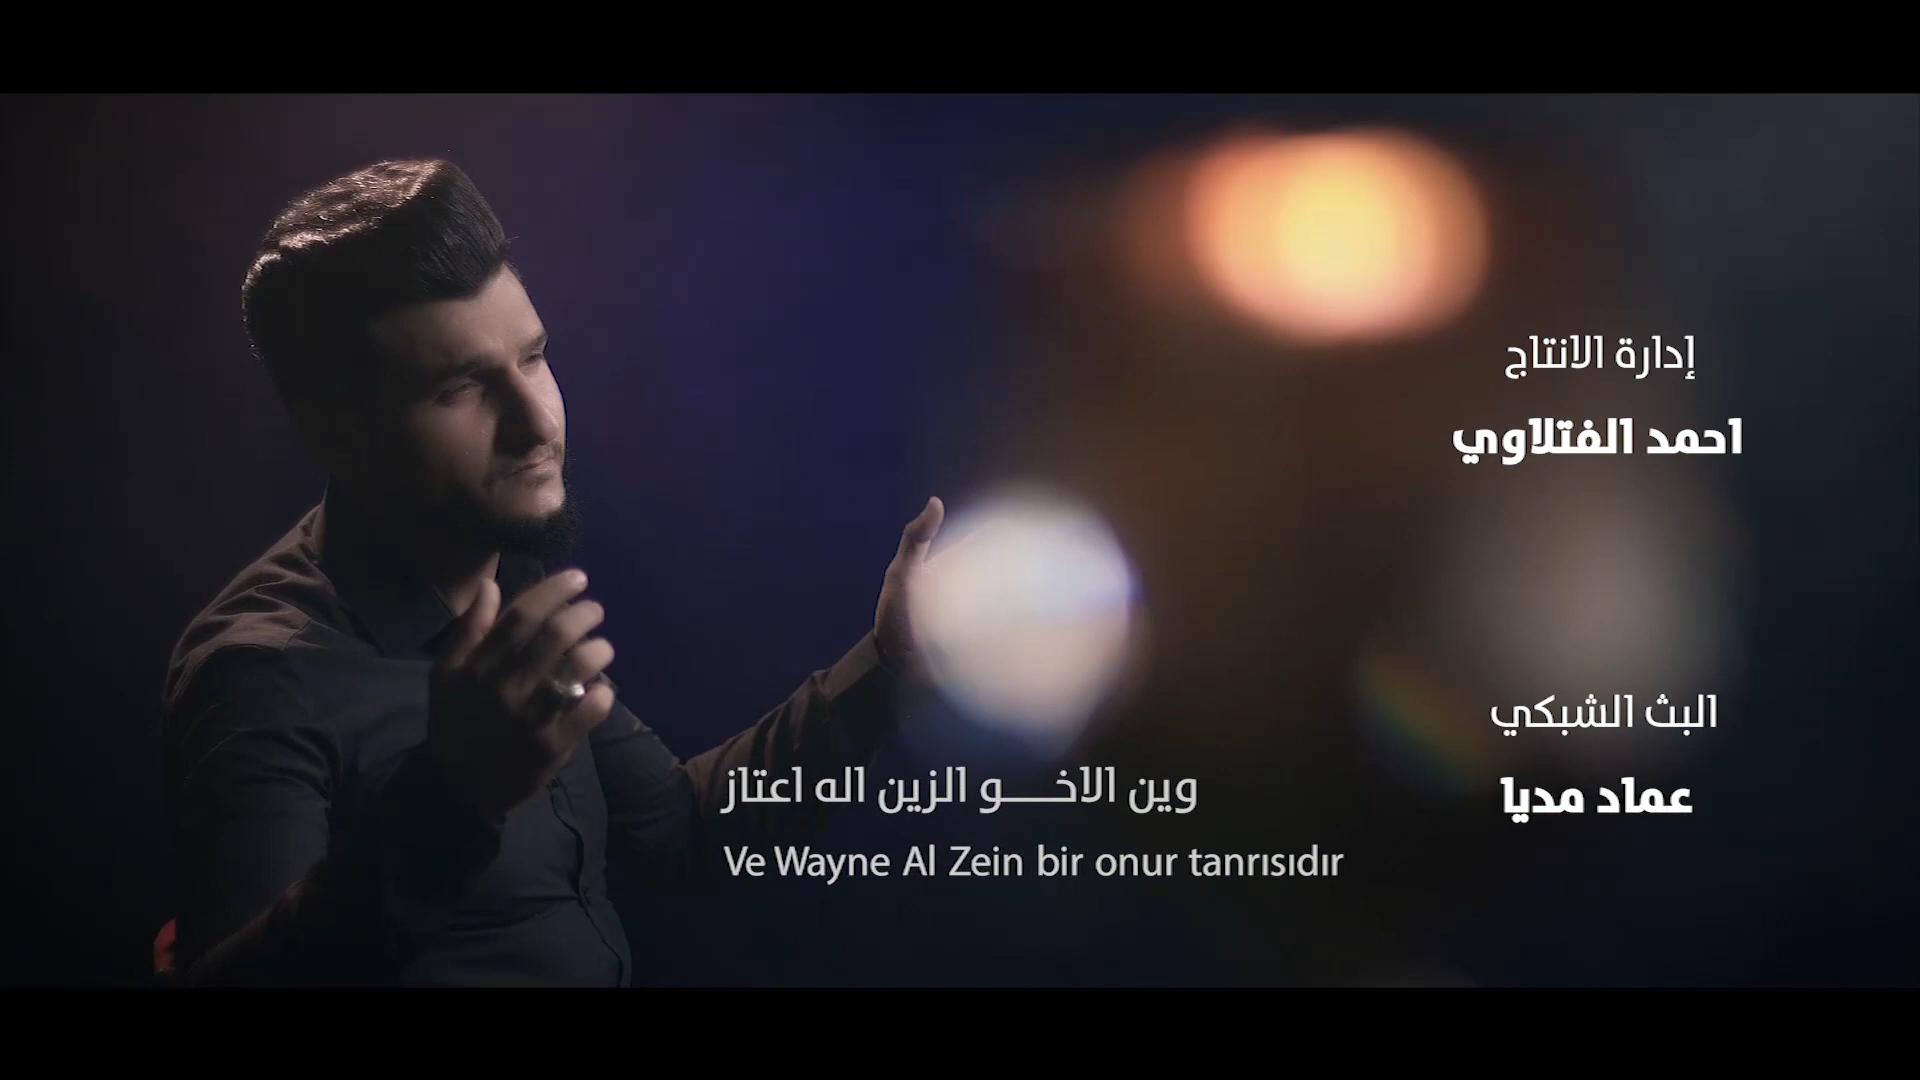 إدارة الانتاج
احمد الفتلاوي
البث الشبكي
عماد مديا
وين الاخـــــو الزين اله اعتاز
Ve Wayne Al Zein bir onur tanrısıdır